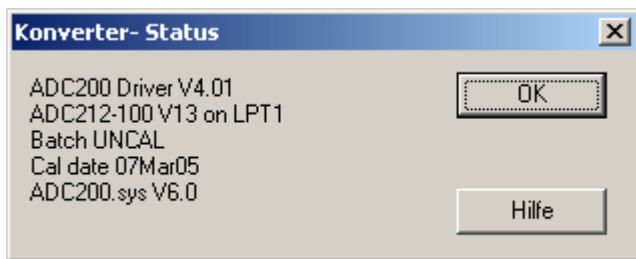 Konverter- Status
ADC200 Driver V4.01
ADC212-100 V13 on LPT1
Batch UNCAL
Cal date 07Mar05
ADC200.sys V6.0
OK
Hilfe